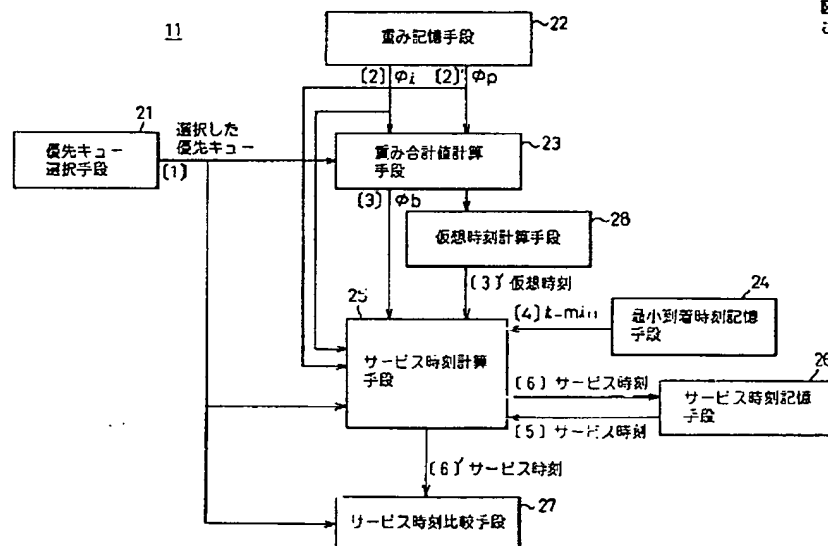 11
22
重み記憶手段
(2) Φi
(2)' Φp
21
優先キュー
選択手段
選択した
優先キュー
(1)
23
重み合計値計算
手段
(3) Φb
28
仮想時刻計算手段
(3)' 仮想時刻
25
24
最小到着時刻記憶
手段
(4) t-min
サービス時刻計算
手段
(6) サービス時刻
26
サービス時刻記憶
手段
(5) サービス時刻
(6)' サービス時刻
27
サービス時刻比較手段